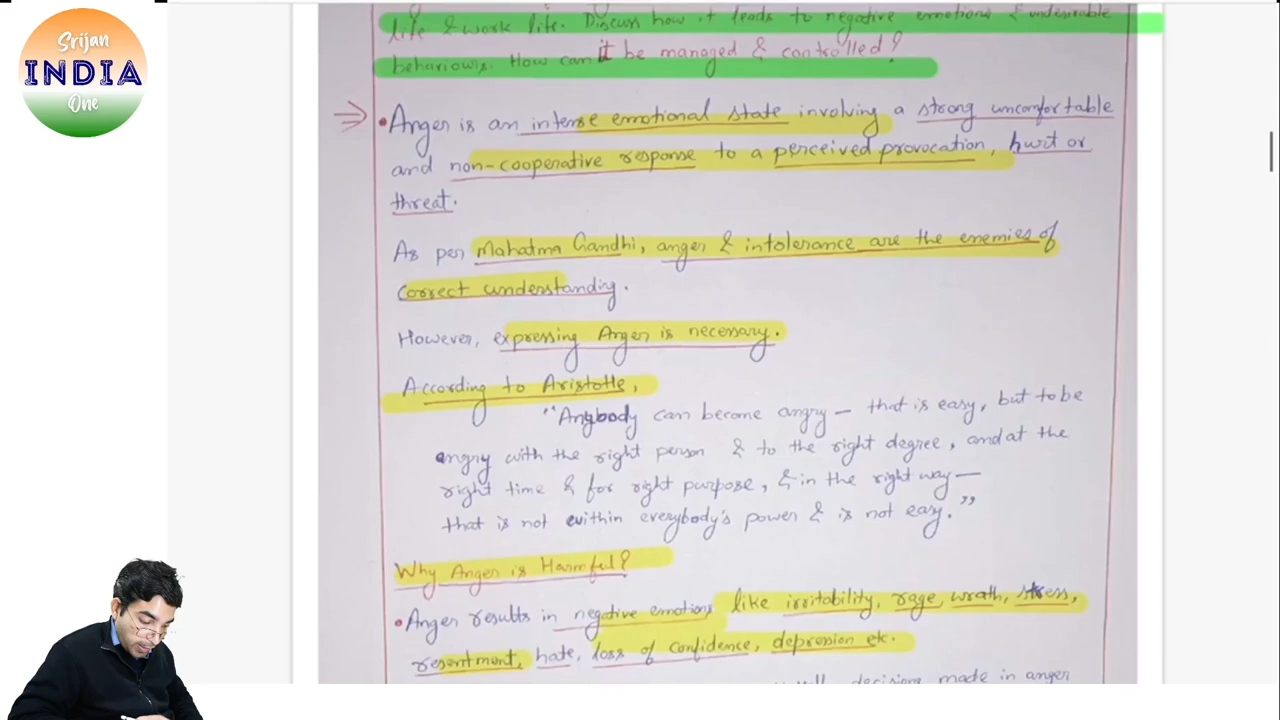 Srijan
INDIA
One
life & work life. Discuss how it leads to negative emotions & undesirable
behaviours. How can it be managed & controlled?
⇒ • Anger is an intense emotional state involving a strong uncomfortable
and non-cooperative response to a perceived provocation, hurt or
threat.
As per Mahatma Gandhi, anger & intolerance are the enemies of
correct understanding.
However, expressing Anger is necessary.
According to Aristotle,
"Anybody can become angry — that is easy, but to be
angry with the right person & to the right degree, and at the
right time & for right purpose, & in the right way —
that is not within everybody's power & is not easy."
Why Anger is Harmful?
• Anger results in negative emotions like irritability, rage, wrath, stress,
resentment, hate, loss of confidence, depression etc.
decisions made in anger